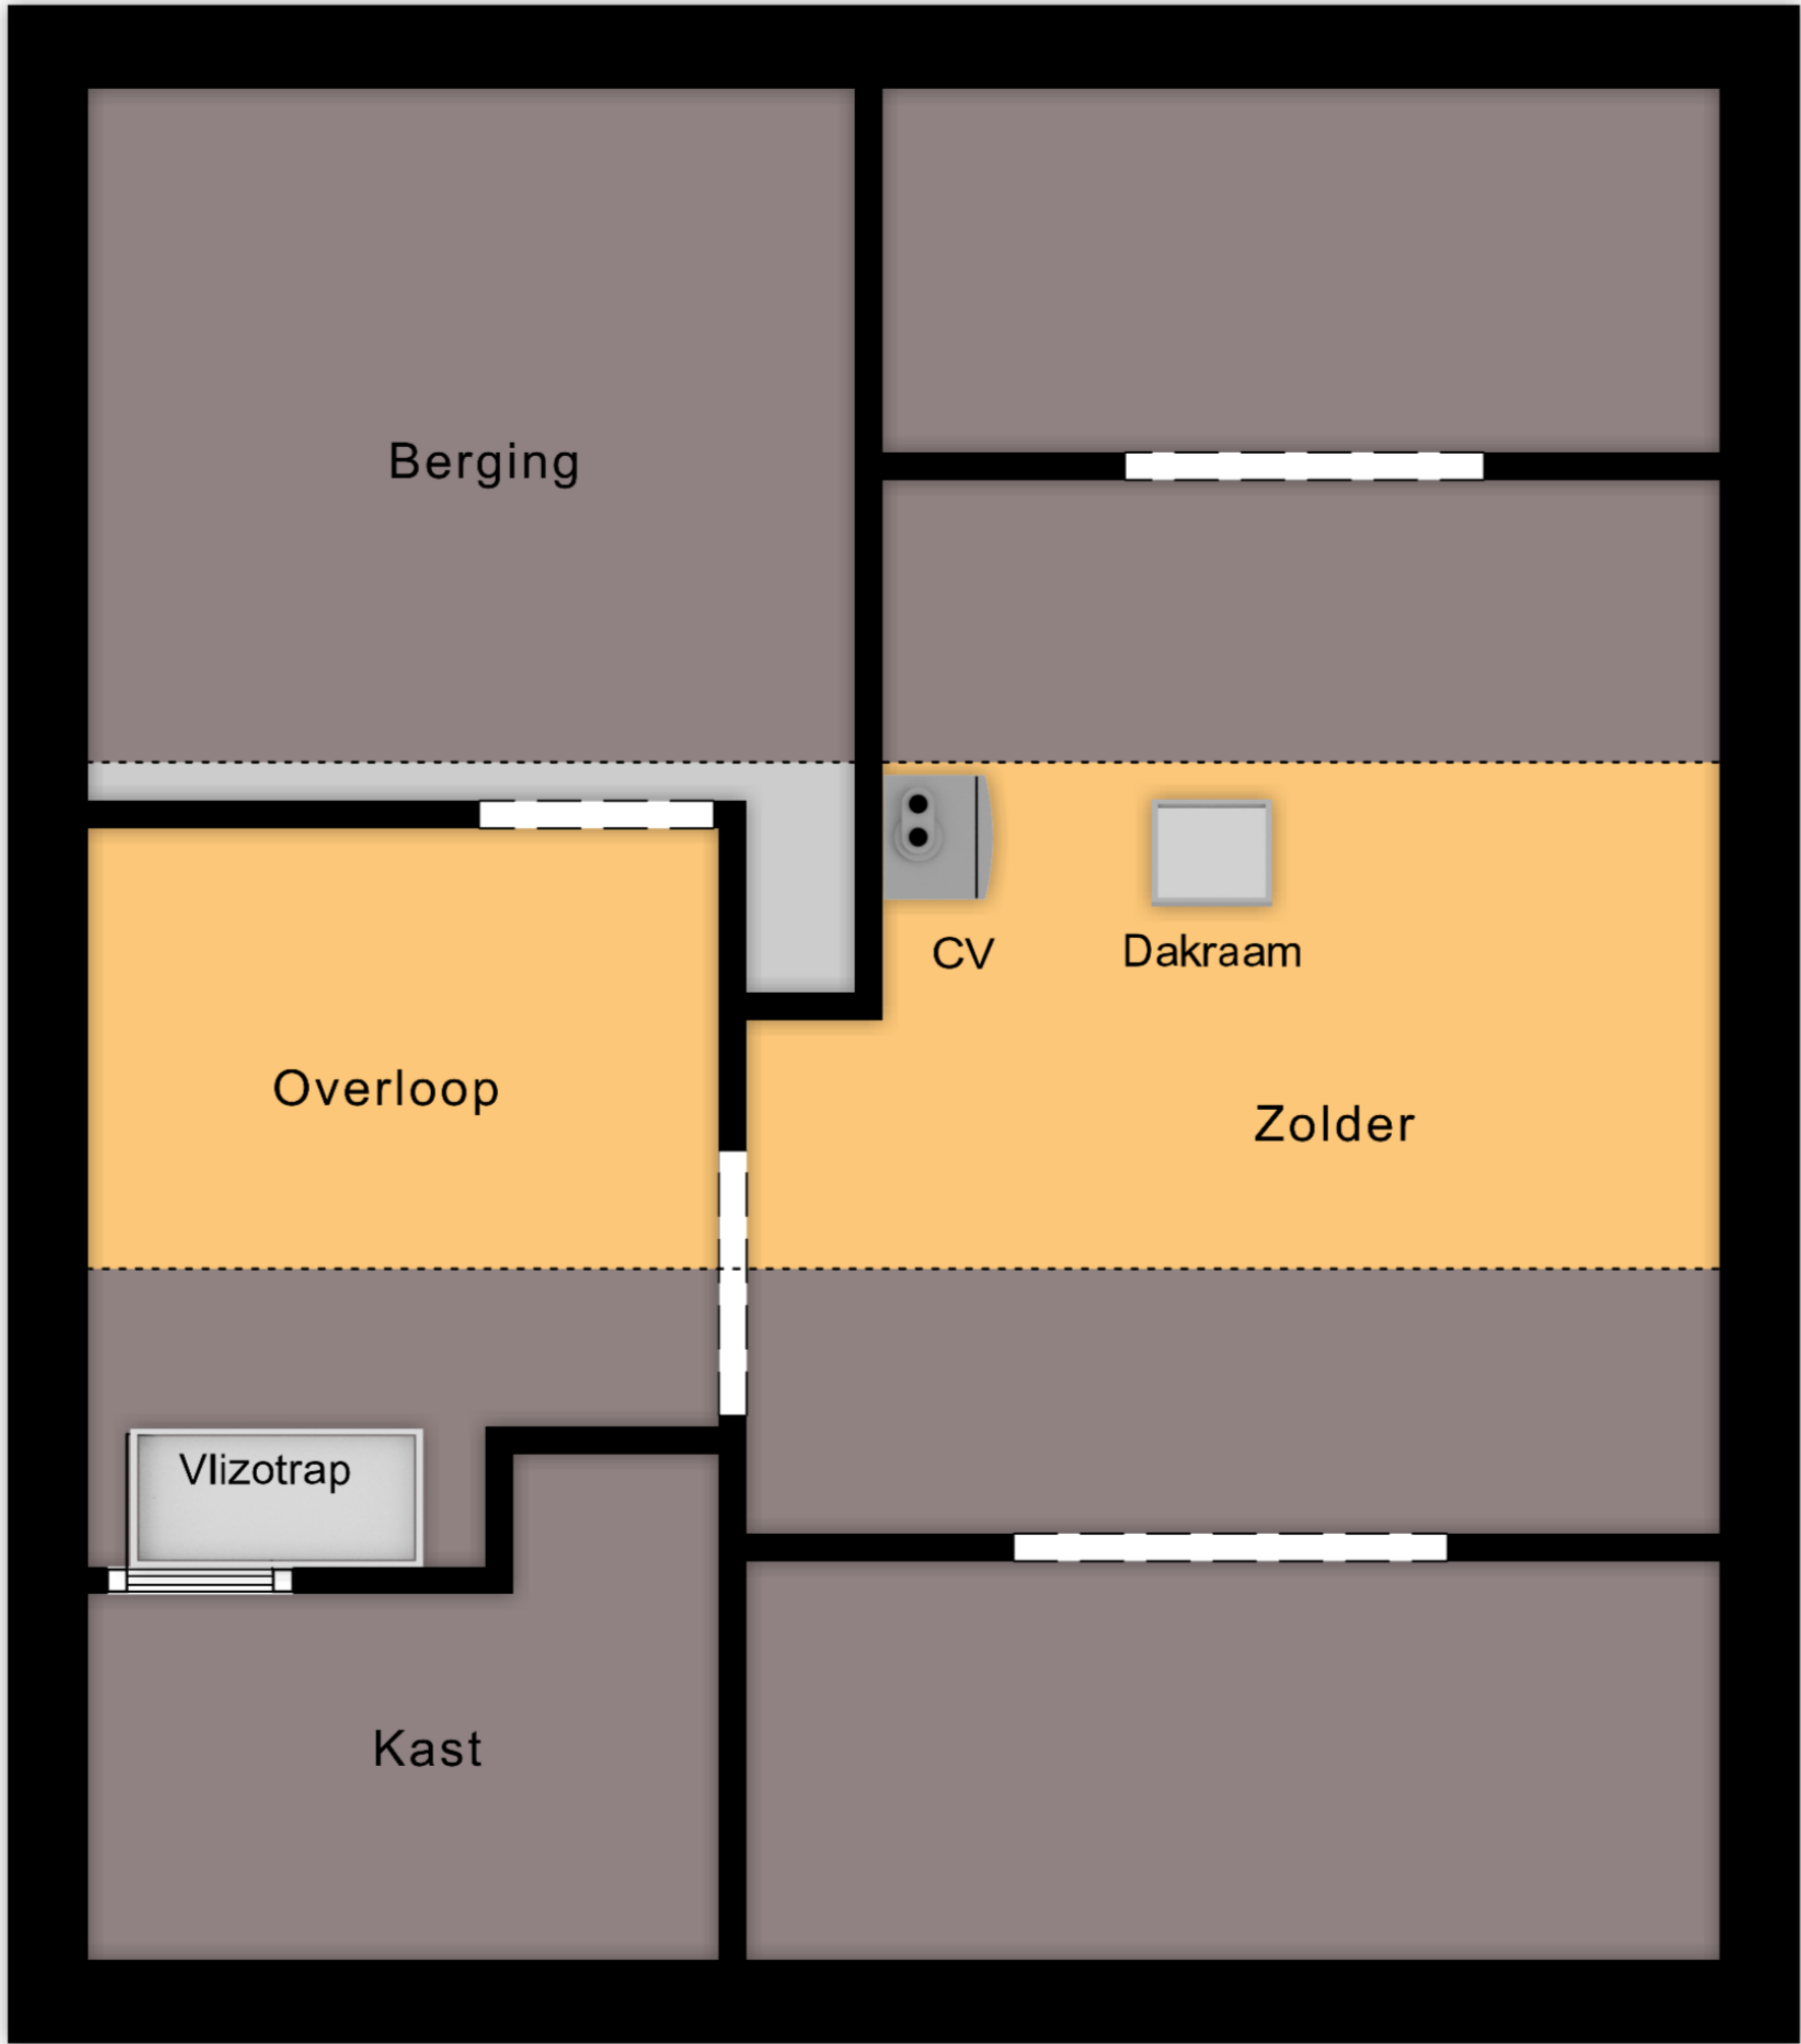 Berging
CV
Dakraam
Overloop
Zolder
Vlizotrap
Kast